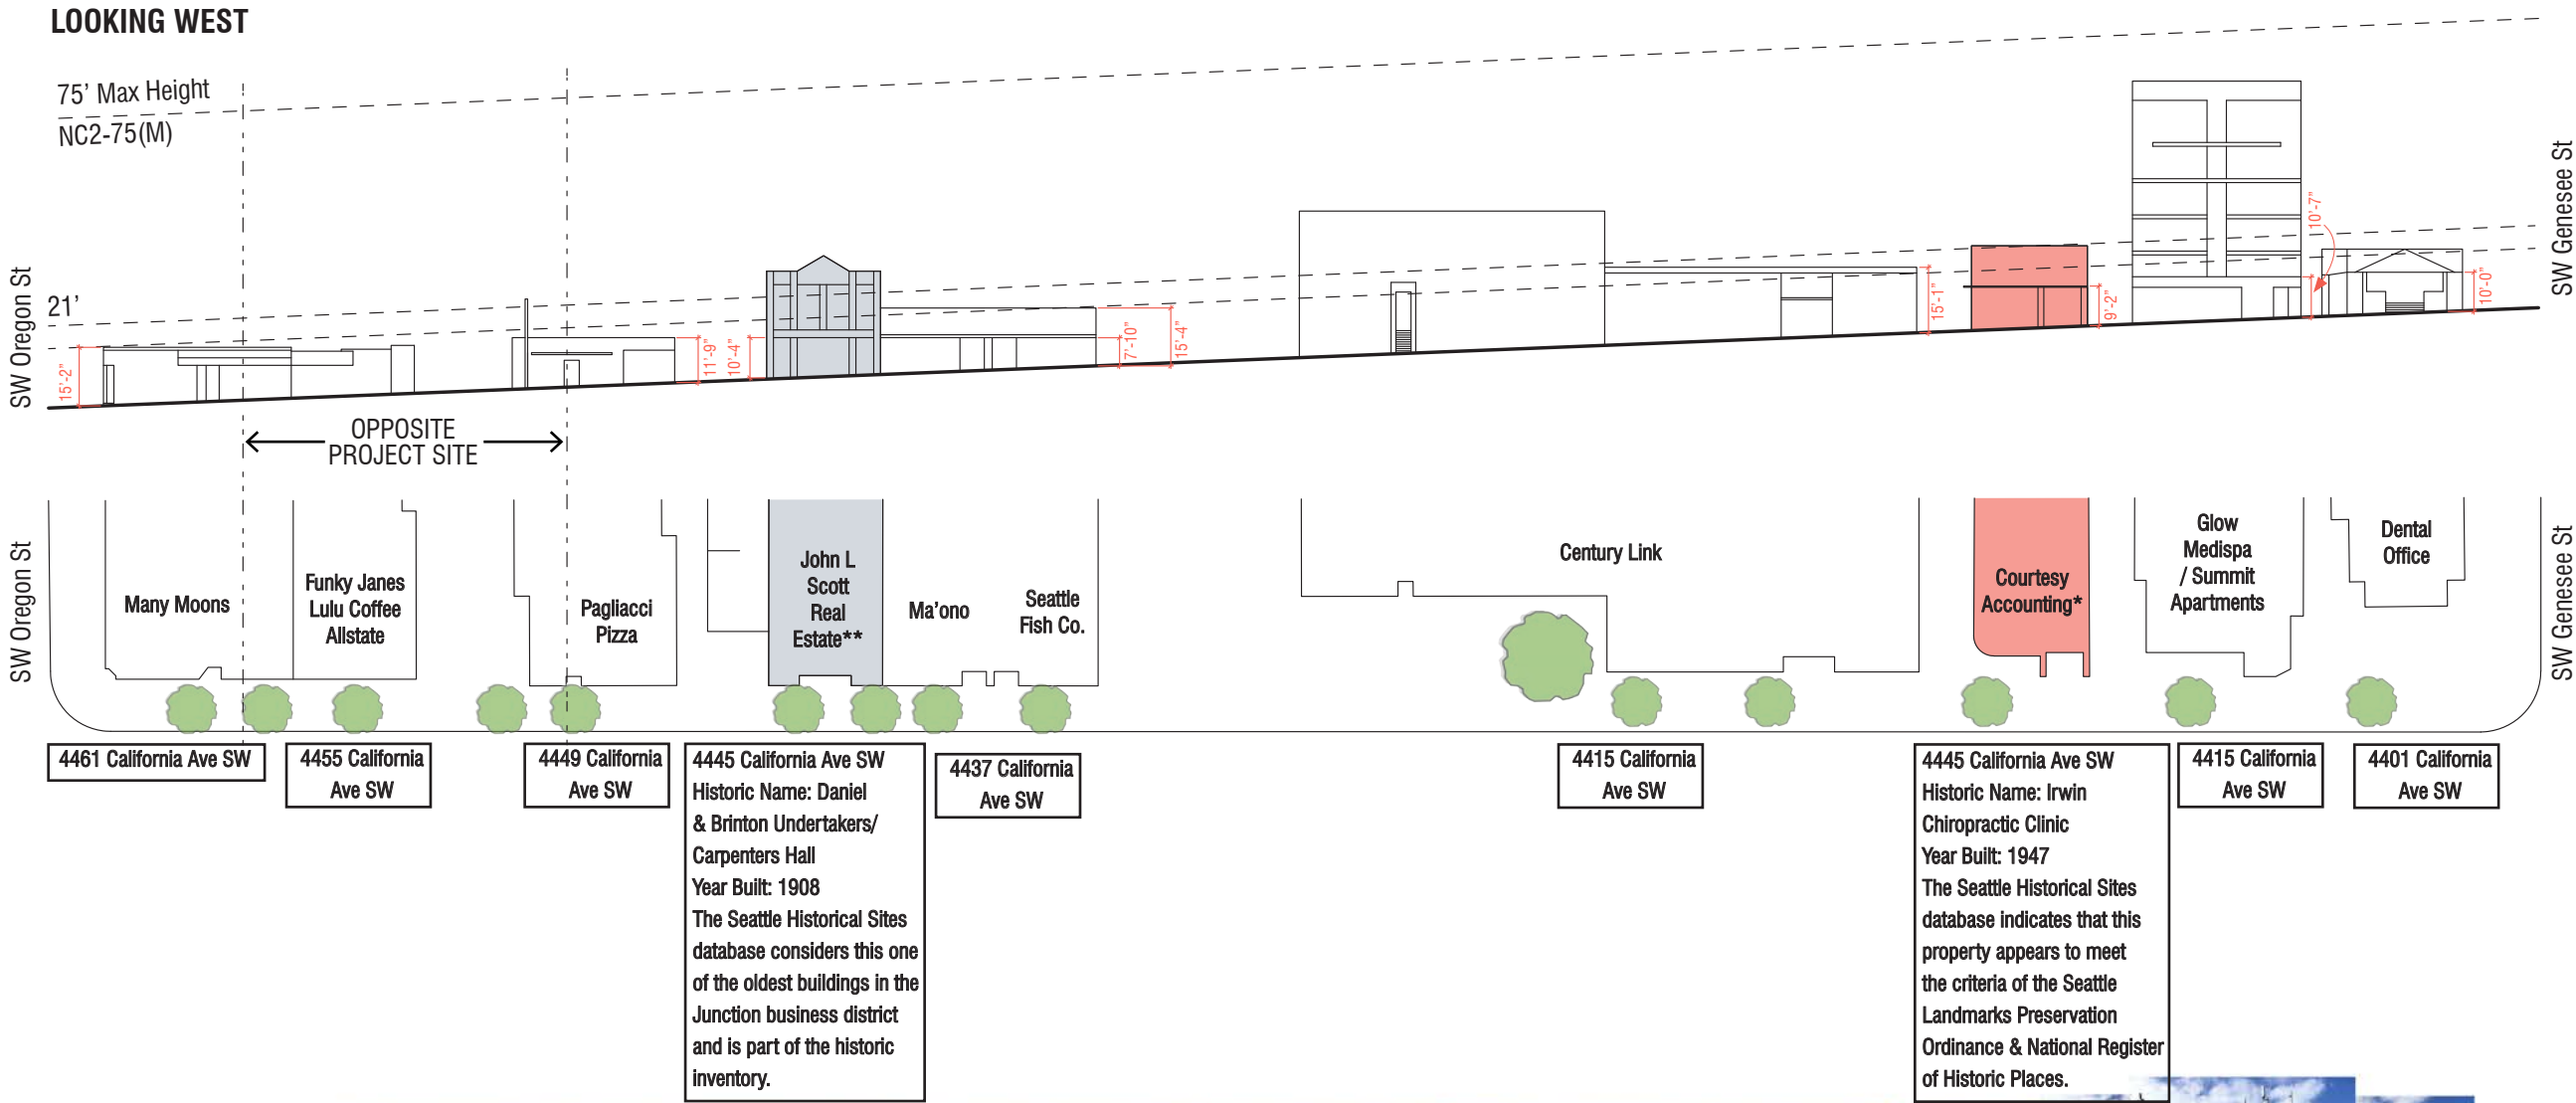 LOOKING WEST
75’ Max Height
NC2-75(M)
SW Oregon St
21’
SW Genesee St
15’-2”
11’-9”
10’-4”
7’-10”
15’-4”
15’-1”
9’-2”
10’-7”
10’-0”
OPPOSITE
PROJECT SITE
SW Oregon St
Many Moons
Funky Janes
Lulu Coffee
Allstate
Pagliacci
Pizza
John L
Scott
Real
Estate**
Ma’ono
Seattle
Fish Co.
Century Link
Courtesy
Accounting*
Glow
Medispa
/ Summit
Apartments
Dental
Office
SW Genesee St
4461 California Ave SW
4455 California
Ave SW
4449 California
Ave SW
4445 California Ave SW
Historic Name: Daniel
& Brinton Undertakers/
Carpenters Hall
Year Built: 1908
The Seattle Historical Sites
database considers this one
of the oldest buildings in the
Junction business district
and is part of the historic
inventory.
4437 California
Ave SW
4415 California
Ave SW
4445 California Ave SW
Historic Name: Irwin
Chiropractic Clinic
Year Built: 1947
The Seattle Historical Sites
database indicates that this
property appears to meet
the criteria of the Seattle
Landmarks Preservation
Ordinance & National Register
of Historic Places.
4415 California
Ave SW
4401 California
Ave SW